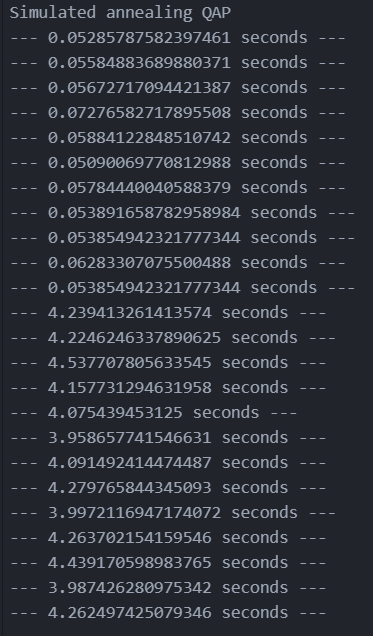 Simulated annealing QAP
--- 0.05285787582397461 seconds ---
--- 0.05584883689880371 seconds ---
--- 0.05672717094421387 seconds ---
--- 0.07276582717895508 seconds ---
--- 0.05884122848510742 seconds ---
--- 0.05090069770812988 seconds ---
--- 0.05784440040588379 seconds ---
--- 0.053891658782958984 seconds ---
--- 0.053854942321777344 seconds ---
--- 0.06283307075500488 seconds ---
--- 0.053854942321777344 seconds ---
--- 4.239413261413574 seconds ---
--- 4.2246246337890625 seconds ---
--- 4.537707805633545 seconds ---
--- 4.157731294631958 seconds ---
--- 4.075439453125 seconds ---
--- 3.958657741546631 seconds ---
--- 4.091492414474487 seconds ---
--- 4.279765844345093 seconds ---
--- 3.9972116947174072 seconds ---
--- 4.263702154159546 seconds ---
--- 4.439170598983765 seconds ---
--- 3.987426280975342 seconds ---
--- 4.262497425079346 seconds ---